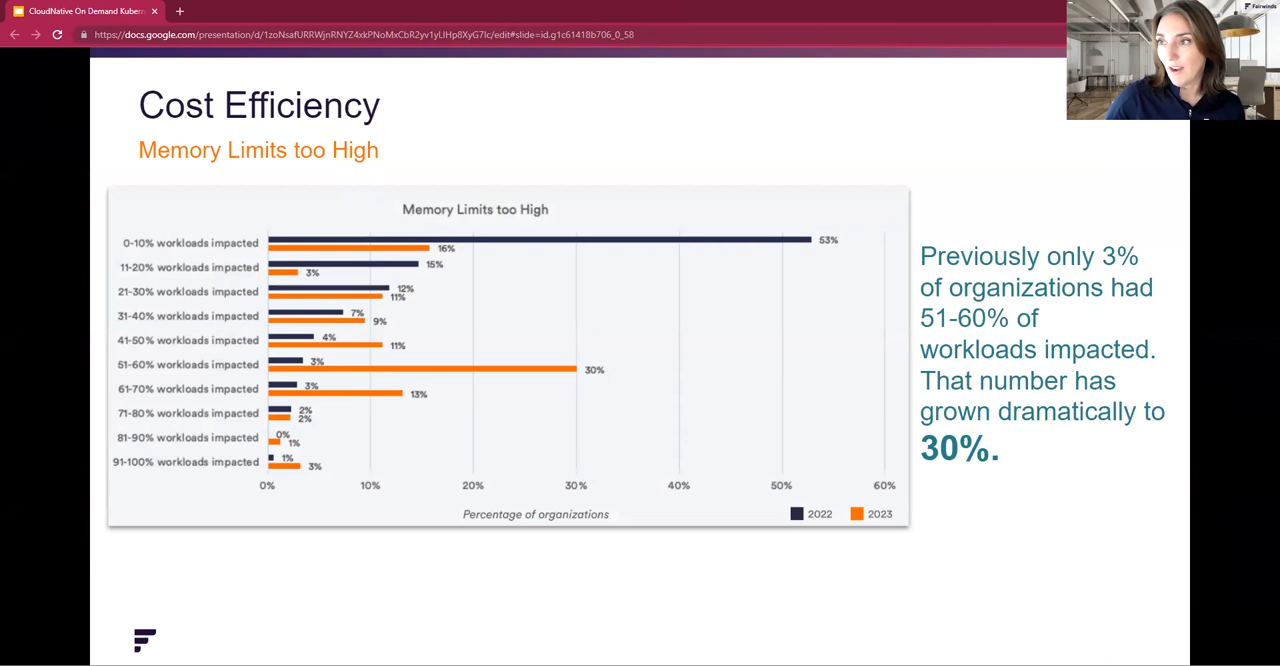 CloudNative On Demand Kubern
https://docs.google.com/presentation/d/1zoNsafURRWjnRNYZ4xkPNoMxCbR2yv1yLlHp8XyG7lc/edit#slide=id.g1c61418b706_0_58
Fairwinds
Cost Efficiency
Memory Limits too High
Memory Limits too High
0-10% workloads impacted 53%
16%
11-20% workloads impacted 15%
3%
21-30% workloads impacted 12%
11%
31-40% workloads impacted 7%
9%
41-50% workloads impacted 4%
11%
51-60% workloads impacted 3%
30%
61-70% workloads impacted 3%
13%
71-80% workloads impacted 2%
2%
81-90% workloads impacted 0%
1%
91-100% workloads impacted 1%
3%
0% 10% 20% 30% 40% 50% 60%
Percentage of organizations
2022 2023
Previously only 3%
of organizations had
51-60% of
workloads impacted.
That number has
grown dramatically to
30%.